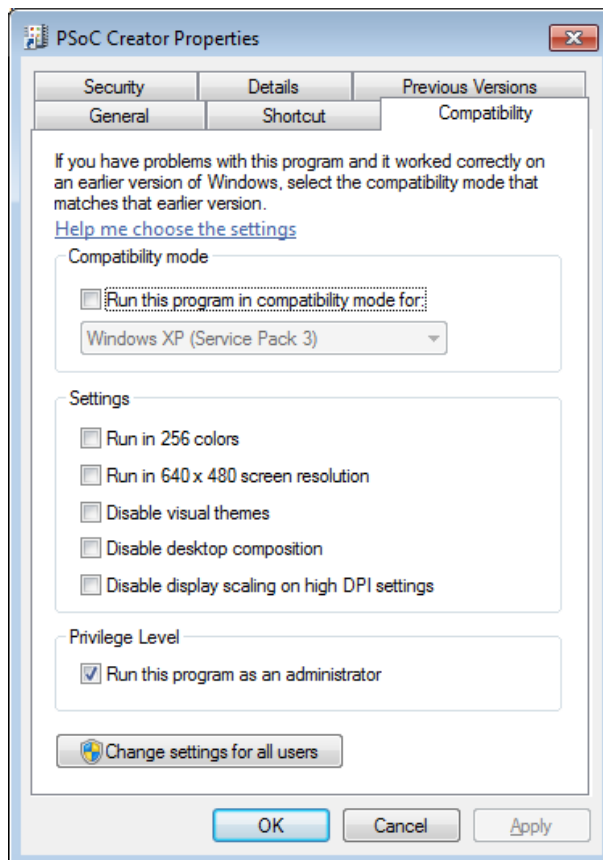 PSoC Creator Properties
Security Details Previous Versions
General Shortcut Compatibility
If you have problems with this program and it worked correctly on
an earlier version of Windows, select the compatibility mode that
matches that earlier version.
Help me choose the settings
Compatibility mode
Run this program in compatibility mode for:
Windows XP (Service Pack 3)
Settings
Run in 256 colors
Run in 640 x 480 screen resolution
Disable visual themes
Disable desktop composition
Disable display scaling on high DPI settings
Privilege Level
Run this program as an administrator
Change settings for all users
OK Cancel Apply